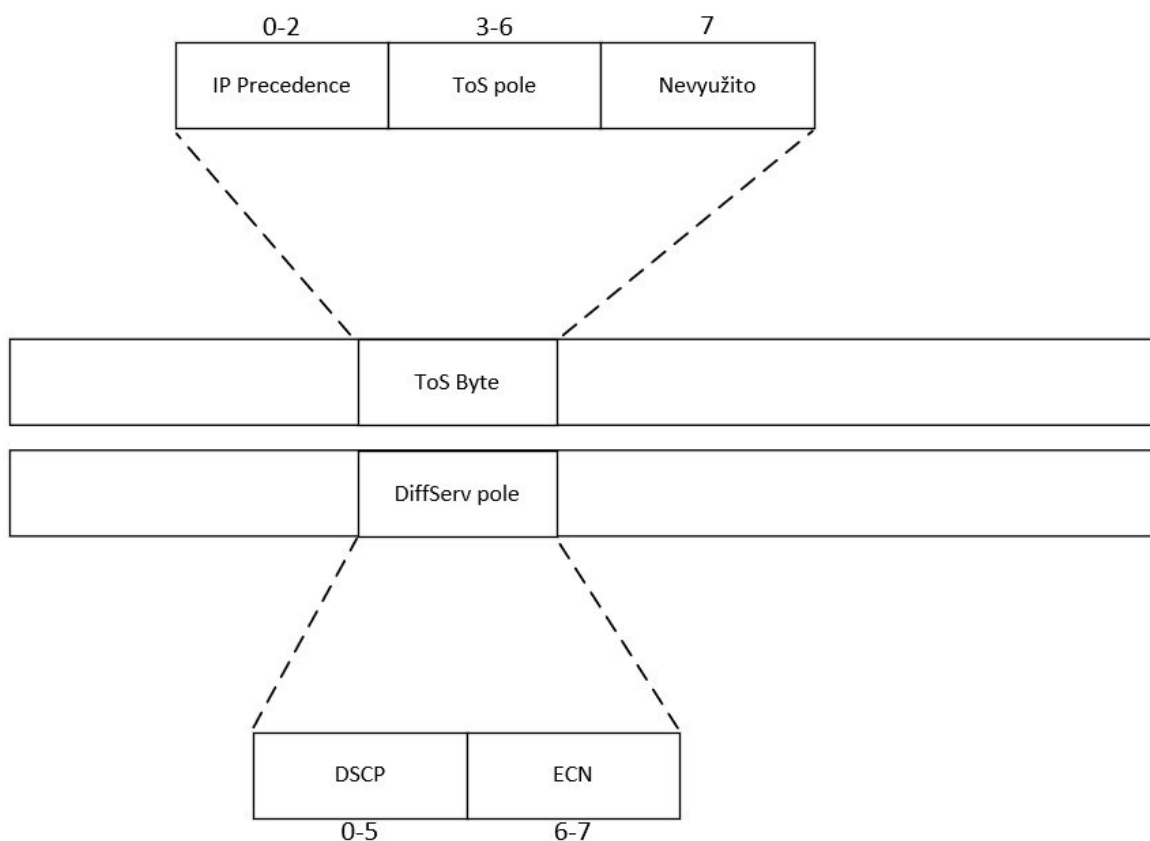 0-2 3-6 7
IP Precedence ToS pole Nevyužito
ToS Byte
DiffServ pole
DSCP ECN
0-5 6-7